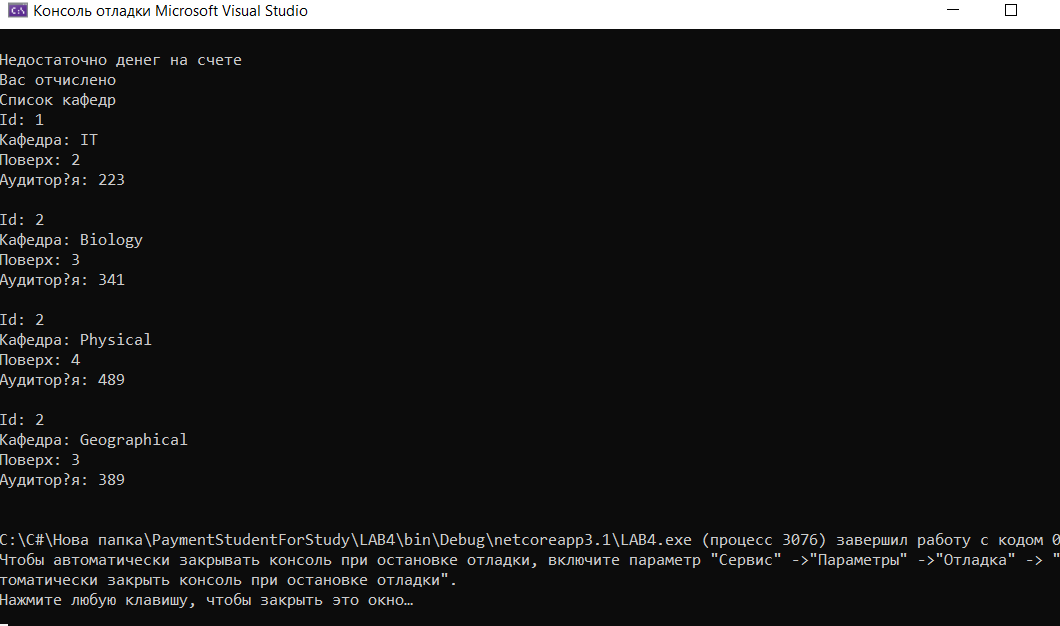 Консоль отладки Microsoft Visual Studio
Недостаточно денег на счете
Вас отчислено
Список кафедр
Id: 1
Кафедра: IT
Поверх: 2
Аудитор?я: 223
Id: 2
Кафедра: Biology
Поверх: 3
Аудитор?я: 341
Id: 2
Кафедра: Physical
Поверх: 4
Аудитор?я: 489
Id: 2
Кафедра: Geographical
Поверх: 3
Аудитор?я: 389
C:\C#\Нова папка\PaymentStudentForStudy\LAB4\bin\Debug\netcoreapp3.1\LAB4.exe (процесс 3076) завершил работу с кодом 0
Чтобы автоматически закрывать консоль при остановке отладки, включите параметр "Сервис" ->"Параметры" ->"Отладка" -> "
томатически закрыть консоль при остановке отладки".
Нажмите любую клавишу, чтобы закрыть это окно…